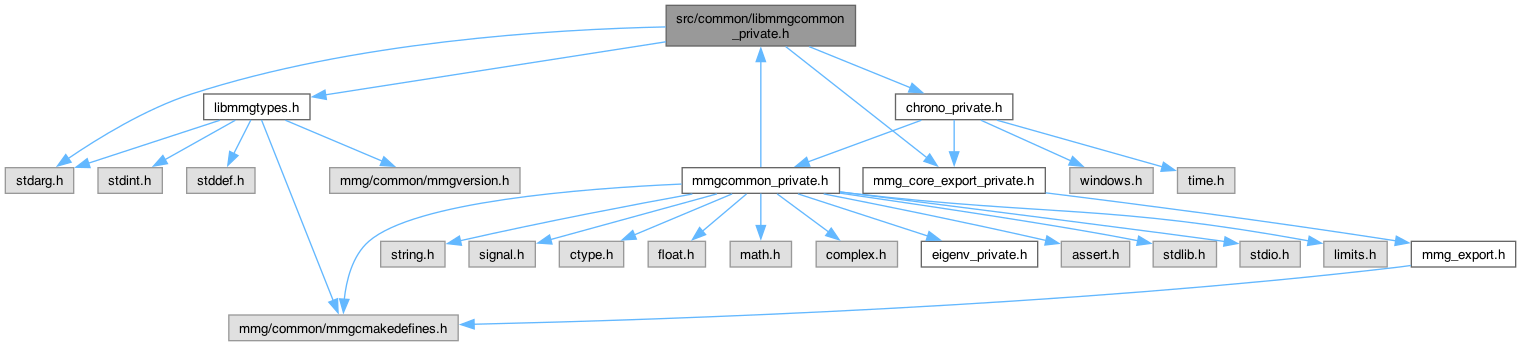 src/common/libmmgcommon
_private.h
libmmgtypes.h
chrono_private.h
stdarg.h
stdint.h
stddef.h
mmg/common/mmgversion.h
mmgcommon_private.h
mmg_core_export_private.h
windows.h
time.h
string.h
signal.h
ctype.h
float.h
math.h
complex.h
eigenv_private.h
assert.h
stdlib.h
stdio.h
limits.h
mmg_export.h
mmg/common/mmgcmakedefines.h